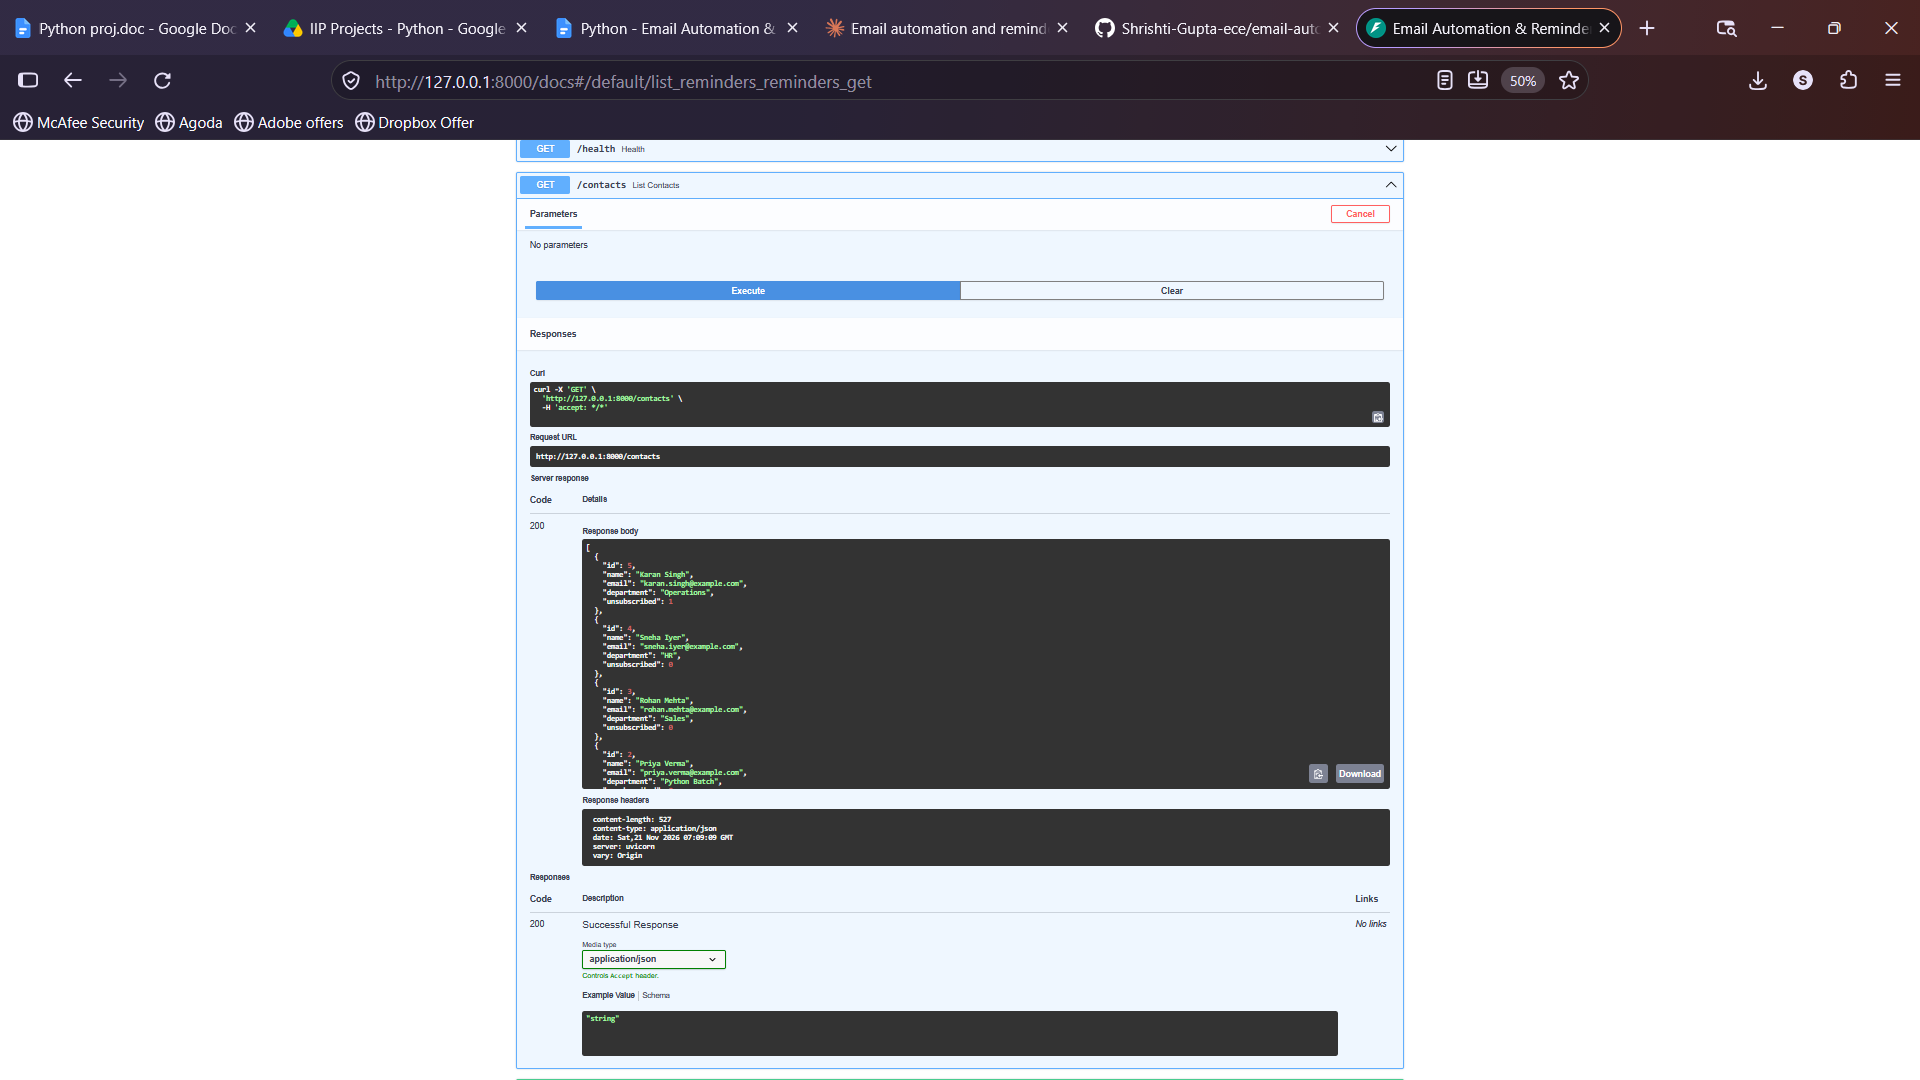 Python proj.doc - Google Doc
IIP Projects - Python - Google
Python - Email Automation &
Email automation and remind
Shrishti-Gupta-ece/email-auto
Email Automation & Reminde
http://127.0.0.1:8000/docs#/default/list_reminders_reminders_get
50%
S
McAfee Security
Agoda
Adobe offers
Dropbox Offer
GET /health Health
GET /contacts List Contacts
Parameters
Cancel
No parameters
Execute
Clear
Responses
Curl
curl -X 'GET' \
'http://127.0.0.1:8000/contacts' \
-H 'accept: */*'
Request URL
http://127.0.0.1:8000/contacts
Server response
Code Details
200
Response body
[
{
"id": 5,
"name": "Karan Singh",
"email": "karan.singh@example.com",
"department": "Operations",
"unsubscribed": 1
},
{
"id": 4,
"name": "Sneha Iyer",
"email": "sneha.iyer@example.com",
"department": "HR",
"unsubscribed": 0
},
{
"id": 3,
"name": "Rohan Mehta",
"email": "rohan.mehta@example.com",
"department": "Sales",
"unsubscribed": 0
},
{
"id": 2,
"name": "Priya Verma",
"email": "priya.verma@example.com",
"department": "Python Batch",
Download
Response headers
content-length: 527
content-type: application/json
date: Sat,21 Nov 2026 07:09:09 GMT
server: uvicorn
vary: Origin
Responses
Code Description Links
200 Successful Response No links
Media type
application/json
Controls Accept header.
Example Value Schema
"string"